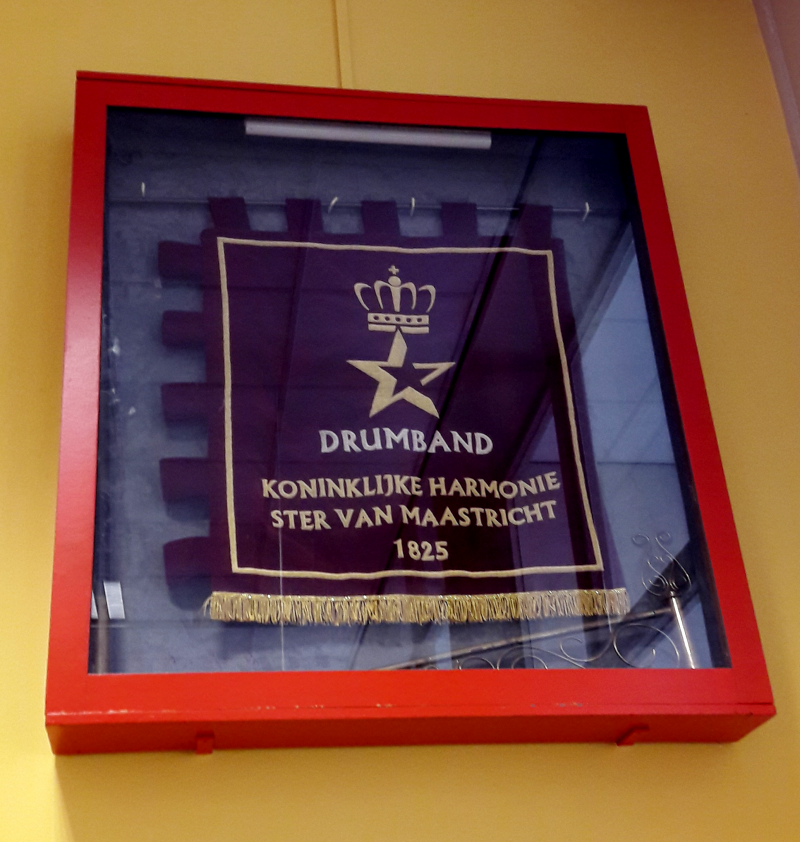 DRUMBAND
KONINKLIJKE HARMONIE
STER VAN MAASTRICHT
1825